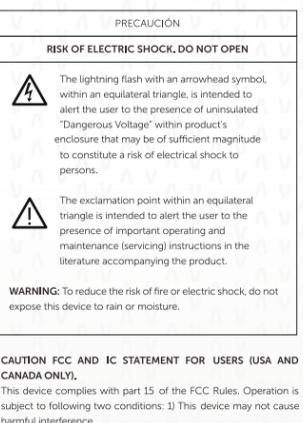 PRECAUCIÓN
RISK OF ELECTRIC SHOCK. DO NOT OPEN
The lightning flash with an arrowhead symbol,
within an equilateral triangle, is intended to
alert the user to the presence of uninsulated
"Dangerous Voltage" within product's
enclosure that may be of sufficient magnitude
to constitute a risk of electrical shock to
persons.
The exclamation point within an equilateral
triangle is intended to alert the user to the
presence of important operating and
maintenance (servicing) instructions in the
literature accompanying the product.
WARNING: To reduce the risk of fire or electric shock, do not
expose this device to rain or moisture.
CAUTION FCC AND IC STATEMENT FOR USERS (USA AND
CANADA ONLY).
This device complies with part 15 of the FCC Rules. Operation is
subject to following two conditions: 1) This device may not cause
harmful interference